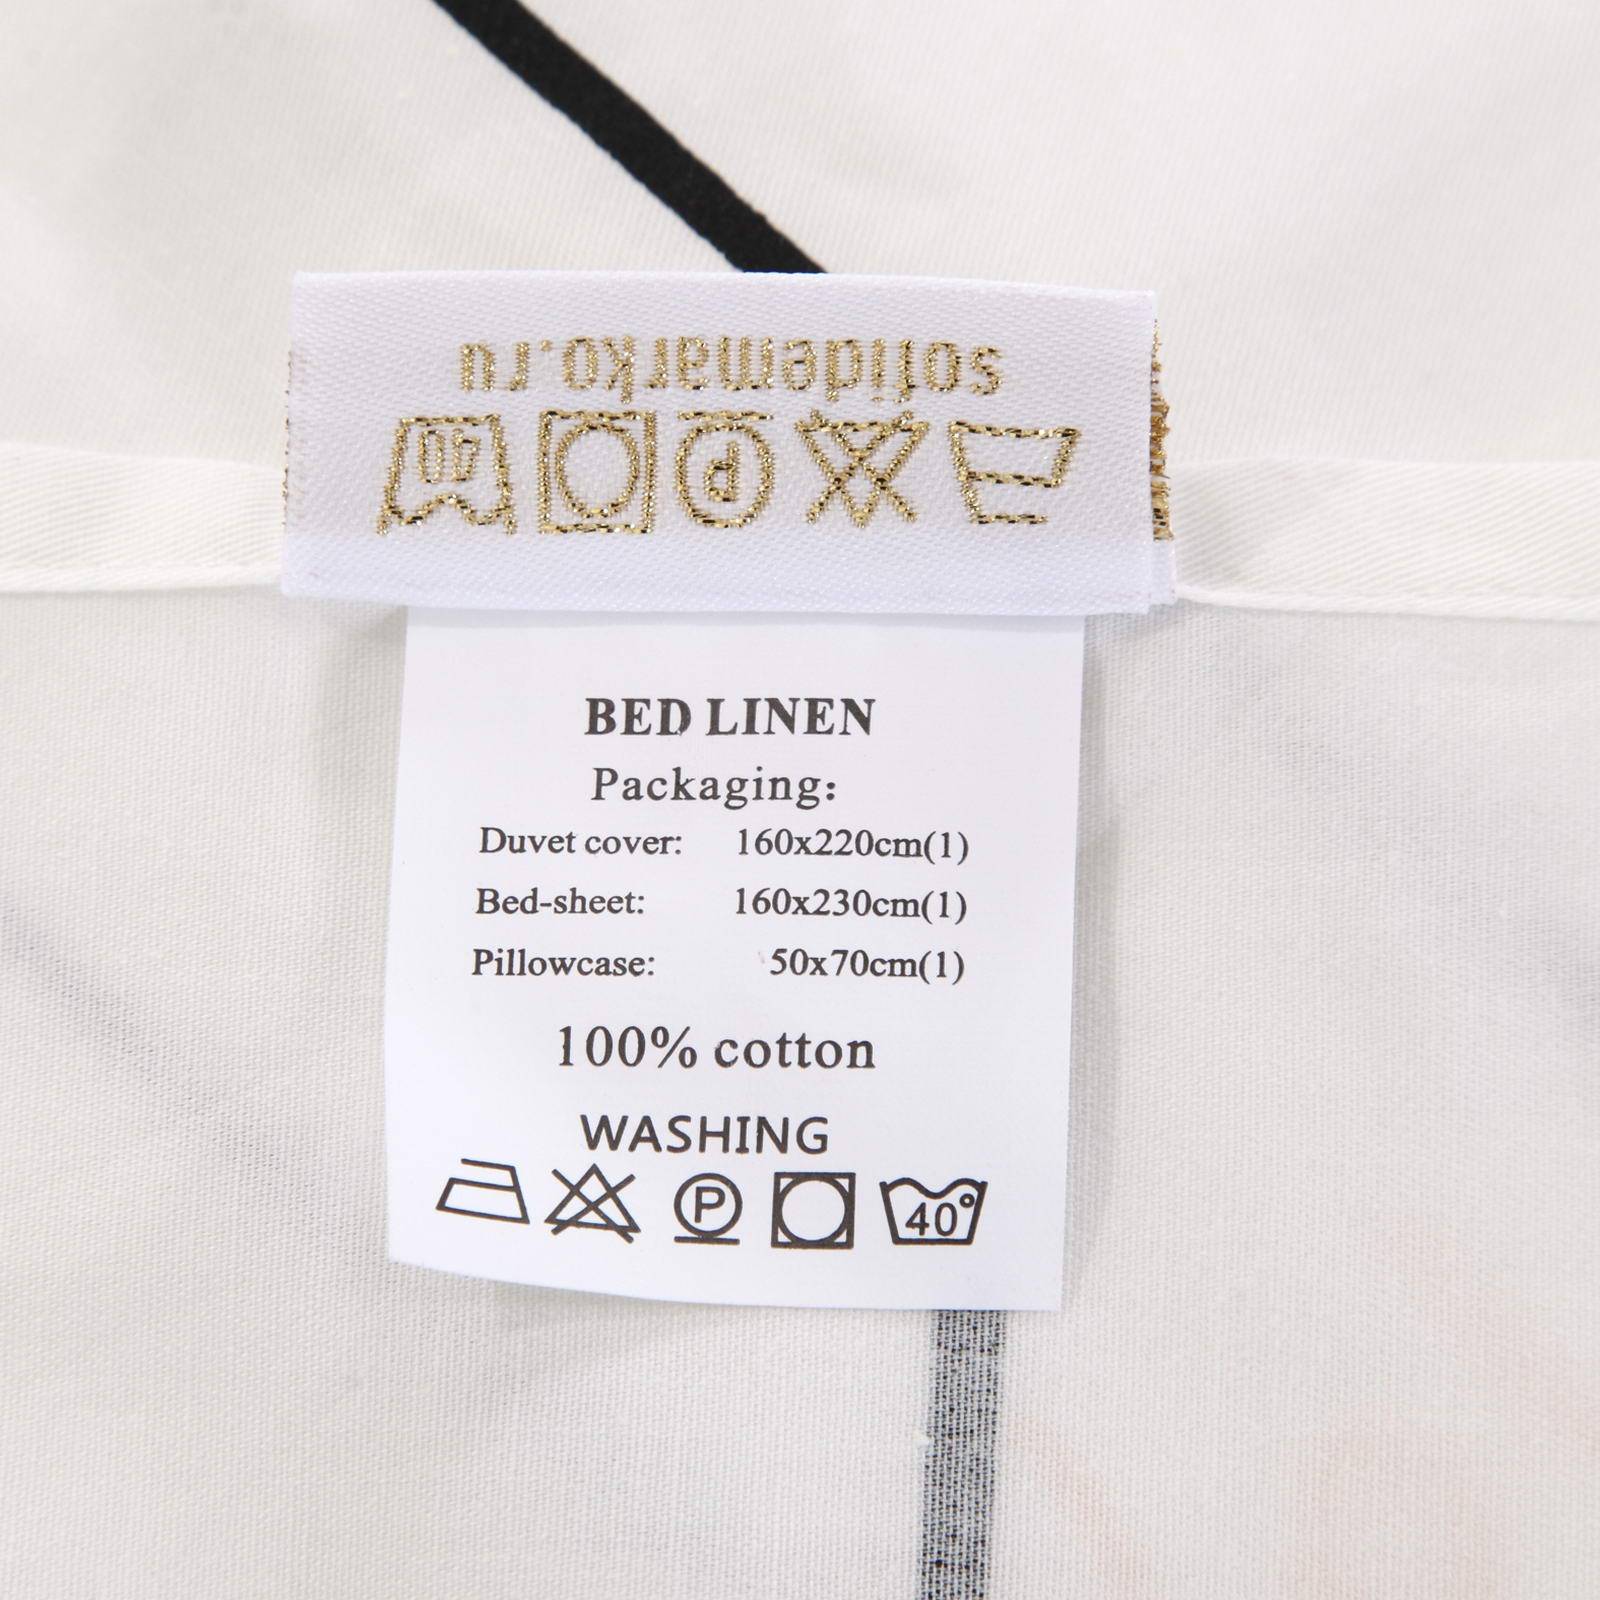 sofidemarko.ru
P 40
BED LINEN
Packaging:
Duvet cover: 160x220cm(1)
Bed-sheet: 160x230cm(1)
Pillowcase: 50x70cm(1)
100% cotton
WASHING
P 40°